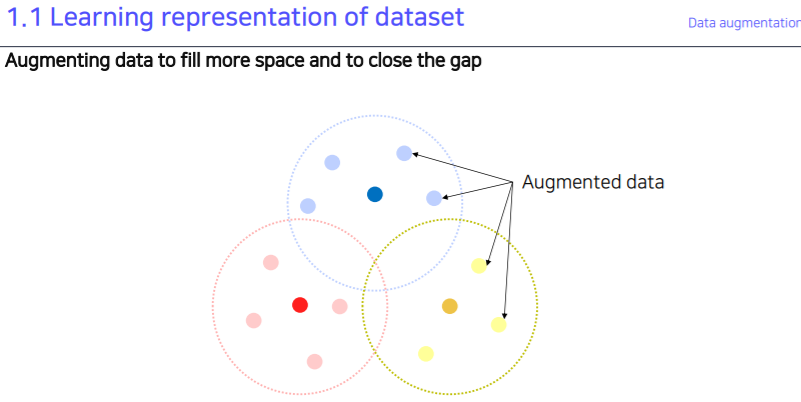 1.1 Learning representation of dataset
Data augmentation
Augmenting data to fill more space and to close the gap
Augmented data